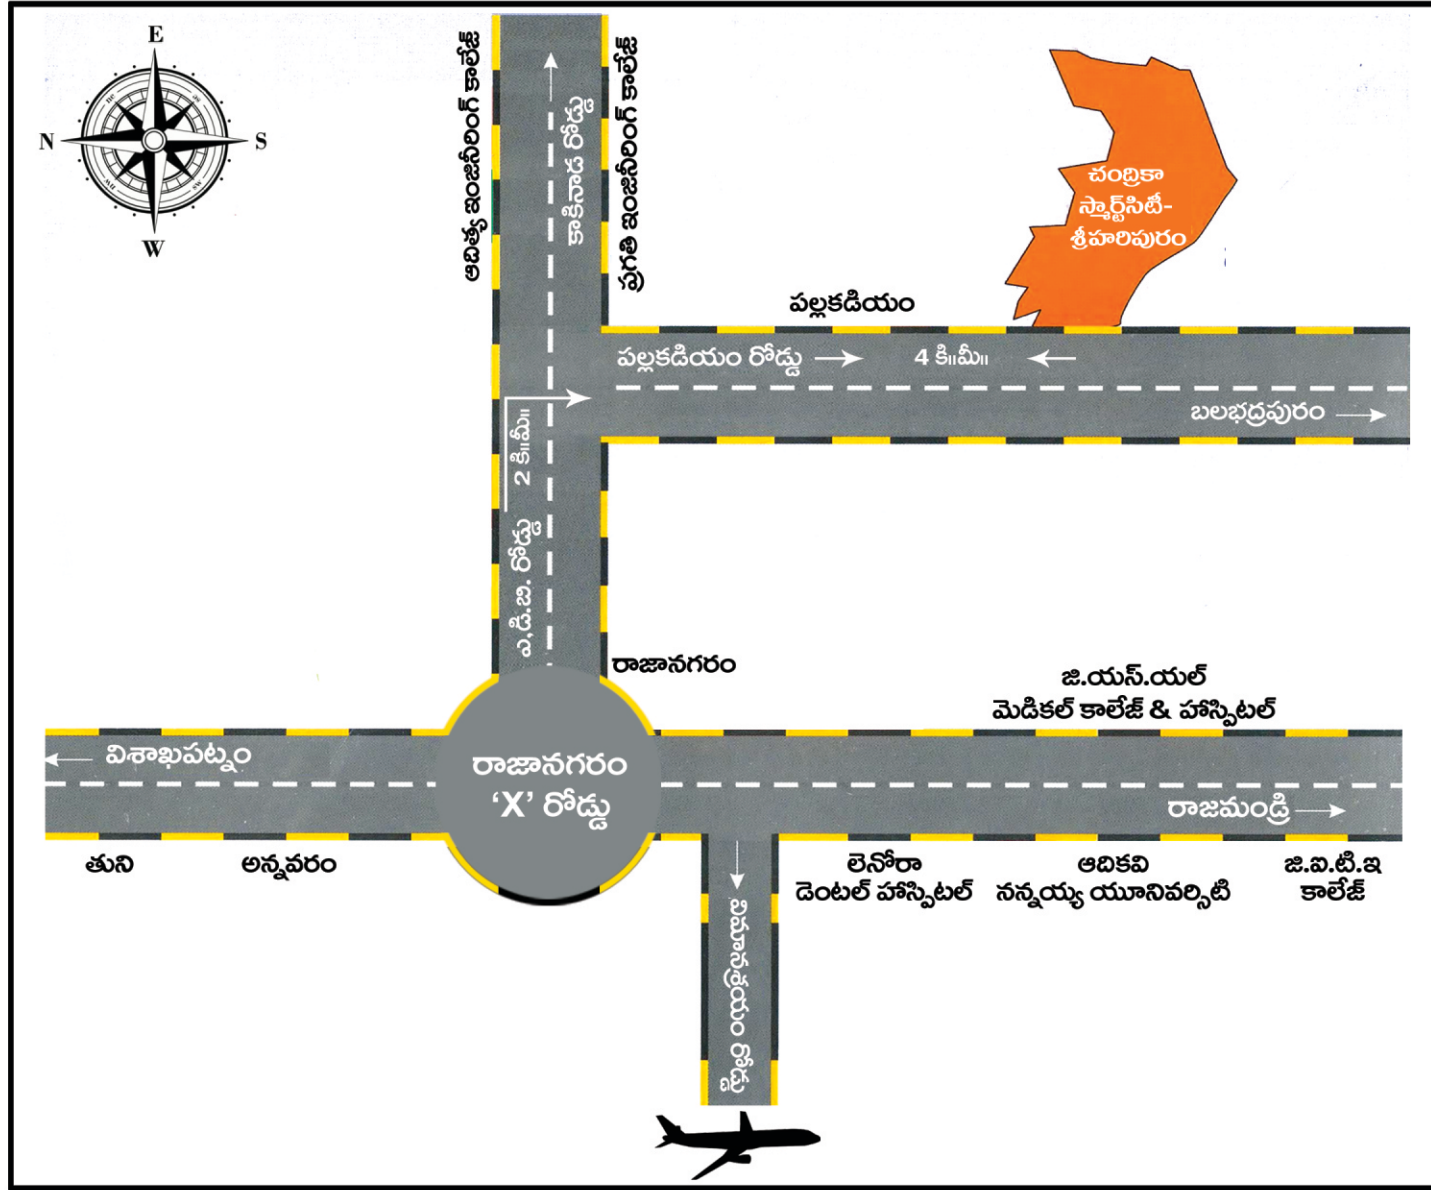 E
N
S
W
ఆదిత్య ఇంజనీరింగ్ కాలేజ్
కాకినాడ రోడ్డు
ప్రగతి ఇంజనీరింగ్ కాలేజ్
చంద్రికా
స్మార్ట్‌సిటీ-
శ్రీహరిపురం
పల్లకడియం
పల్లకడియం రోడ్డు
4 కి॥మీ॥
బలభద్రపురం
2 కి॥మీ॥
ఎ.డి.బి. రోడ్డు
రాజానగరం
జి.యస్.యల్
మెడికల్ కాలేజ్ & హాస్పిటల్
విశాఖపట్నం
రాజానగరం
‘X’ రోడ్డు
రాజమండ్రి
తుని
అన్నవరం
లెనోరా
డెంటల్ హాస్పిటల్
ఆదికవి
నన్నయ్య యూనివర్సిటి
జి.ఐ.టి.ఇ
కాలేజ్
విమానాశ్రయం రోడ్డు